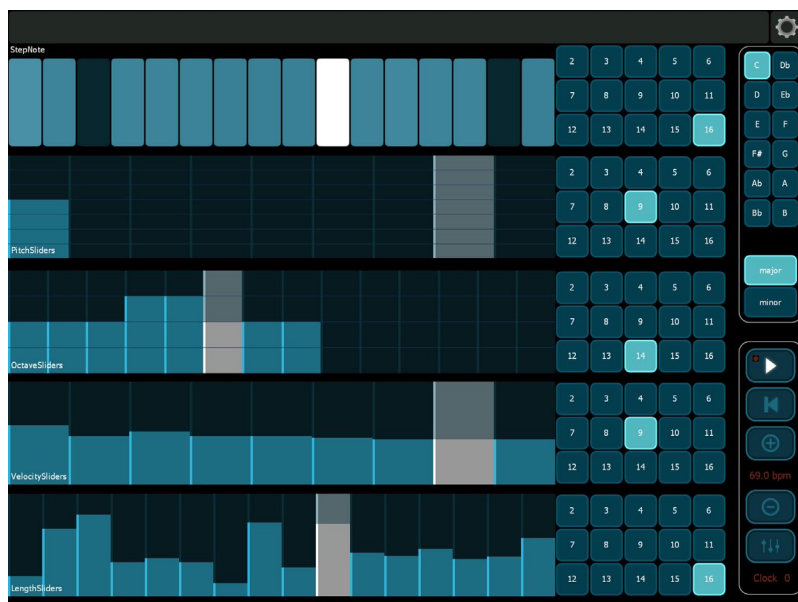 StepNote
2 3 4 5 6
7 8 9 10 11
12 13 14 15 16
C Db
D Eb
E F
F# G
Ab A
Bb B
major
minor
2 3 4 5 6
7 8 9 10 11
12 13 14 15 16
PitchSliders
2 3 4 5 6
7 8 9 10 11
12 13 14 15 16
OctaveSliders
2 3 4 5 6
7 8 9 10 11
12 13 14 15 16
VelocitySliders
69.0 bpm
2 3 4 5 6
7 8 9 10 11
12 13 14 15 16
LengthSliders
Clock 0